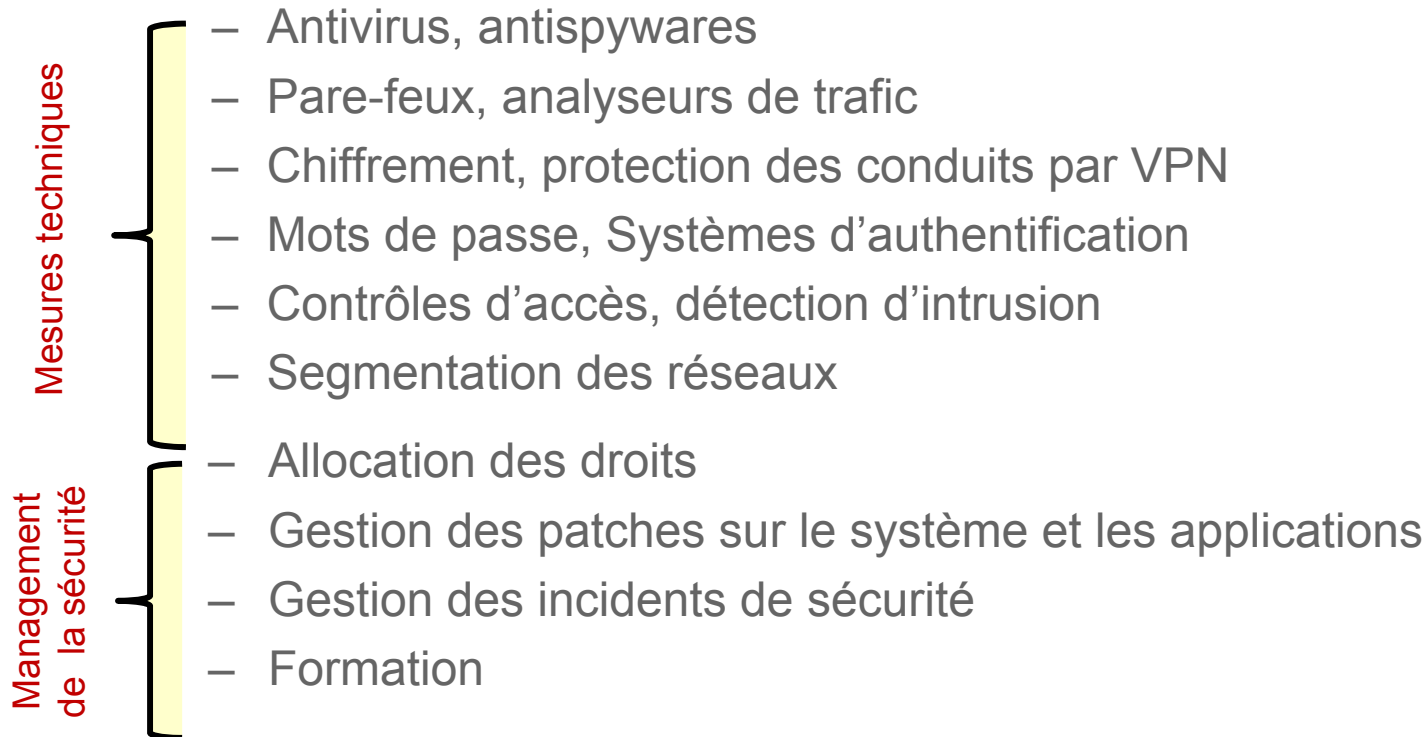 Mesures techniques
– Antivirus, antispywares
– Pare-feux, analyseurs de trafic
– Chiffrement, protection des conduits par VPN
– Mots de passe, Systèmes d’authentification
– Contrôles d’accès, détection d’intrusion
– Segmentation des réseaux
Management
de la sécurité
– Allocation des droits
– Gestion des patches sur le système et les applications
– Gestion des incidents de sécurité
– Formation